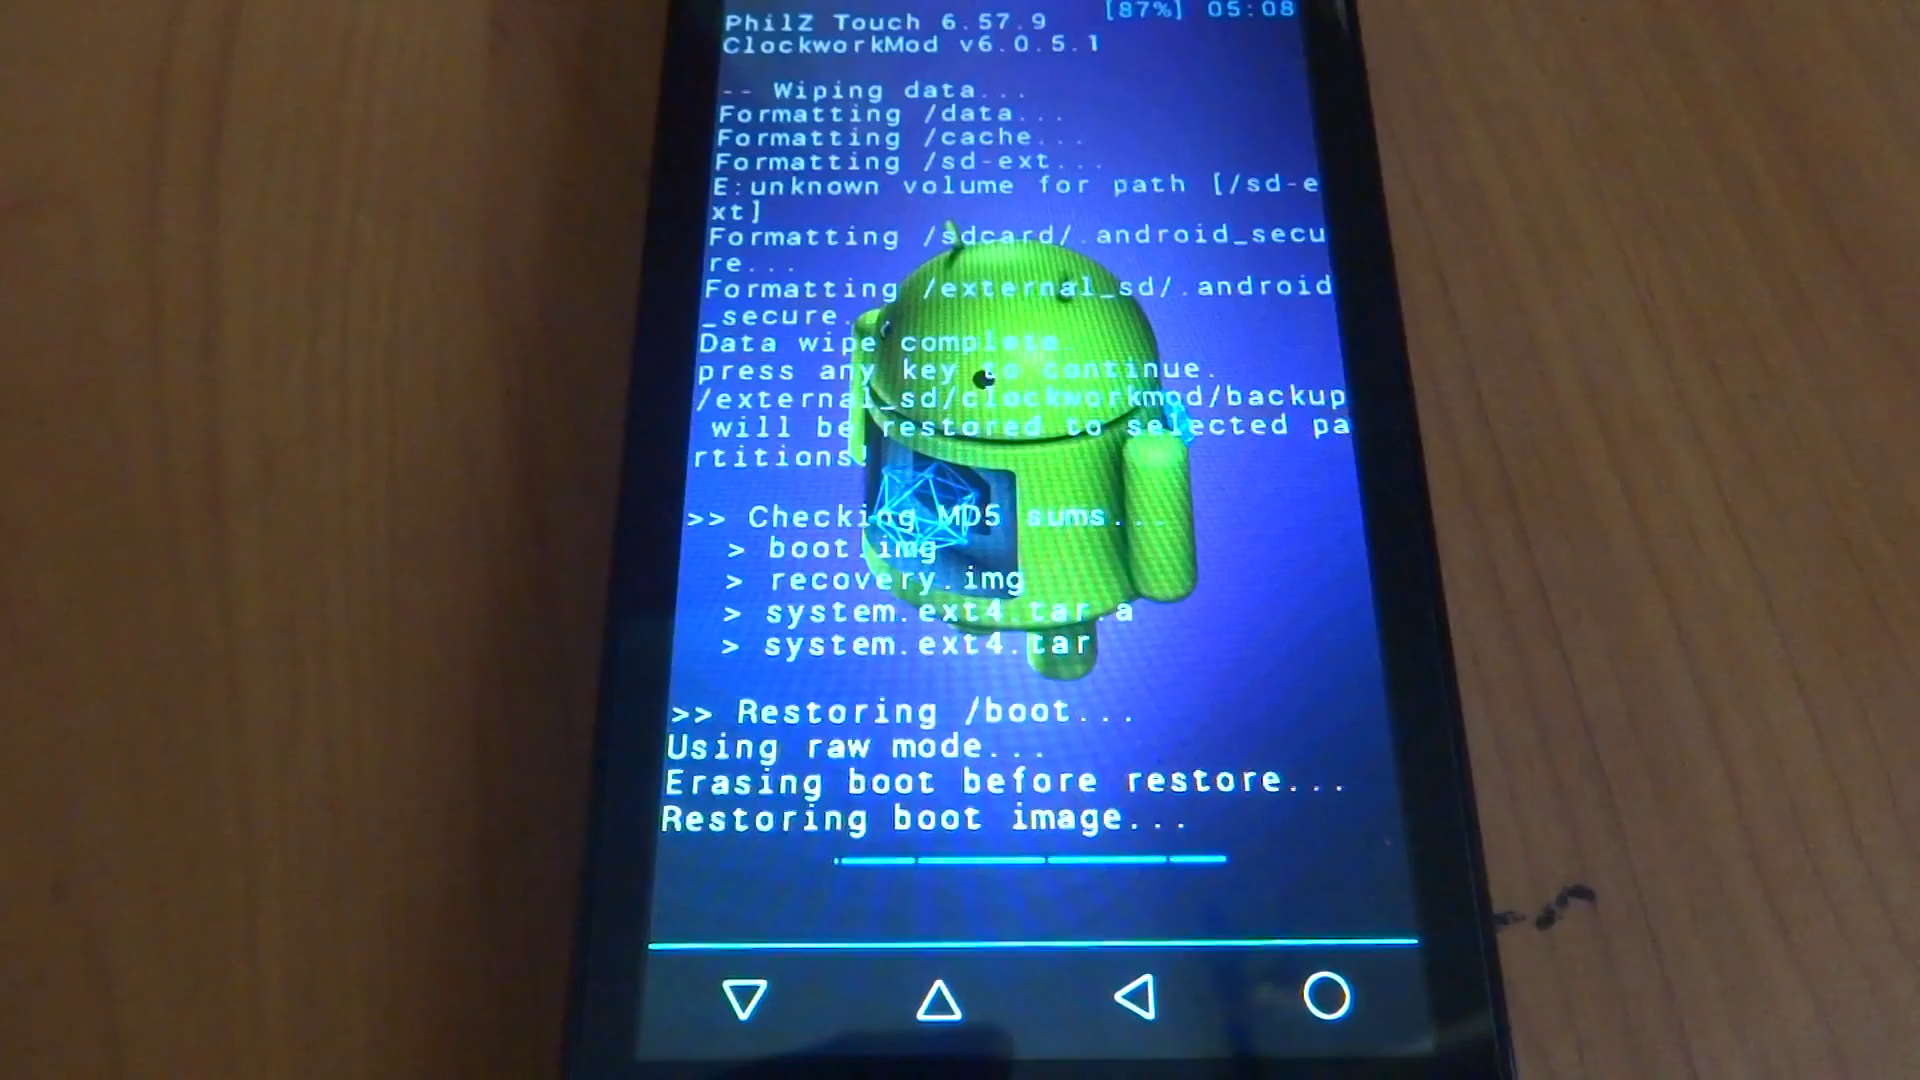 [87%] 05:08
PhilZ Touch 6.57.9
ClockworkMod v6.0.5.1
-- Wiping data...
Formatting /data...
Formatting /cache...
Formatting /sd-ext...
E:unknown volume for path [/sd-e
xt]
Formatting /sdcard/.android_secu
re...
Formatting /external_sd/.android
_secure...
Data wipe complete.
press any key to continue.
/external_sd/clockworkmod/backup
will be restored to selected pa
rtitions!
>> Checking MD5 sums...
> boot.img
> recovery.img
> system.ext4.tar.a
> system.ext4.tar
>> Restoring /boot...
Using raw mode...
Erasing boot before restore...
Restoring boot image...